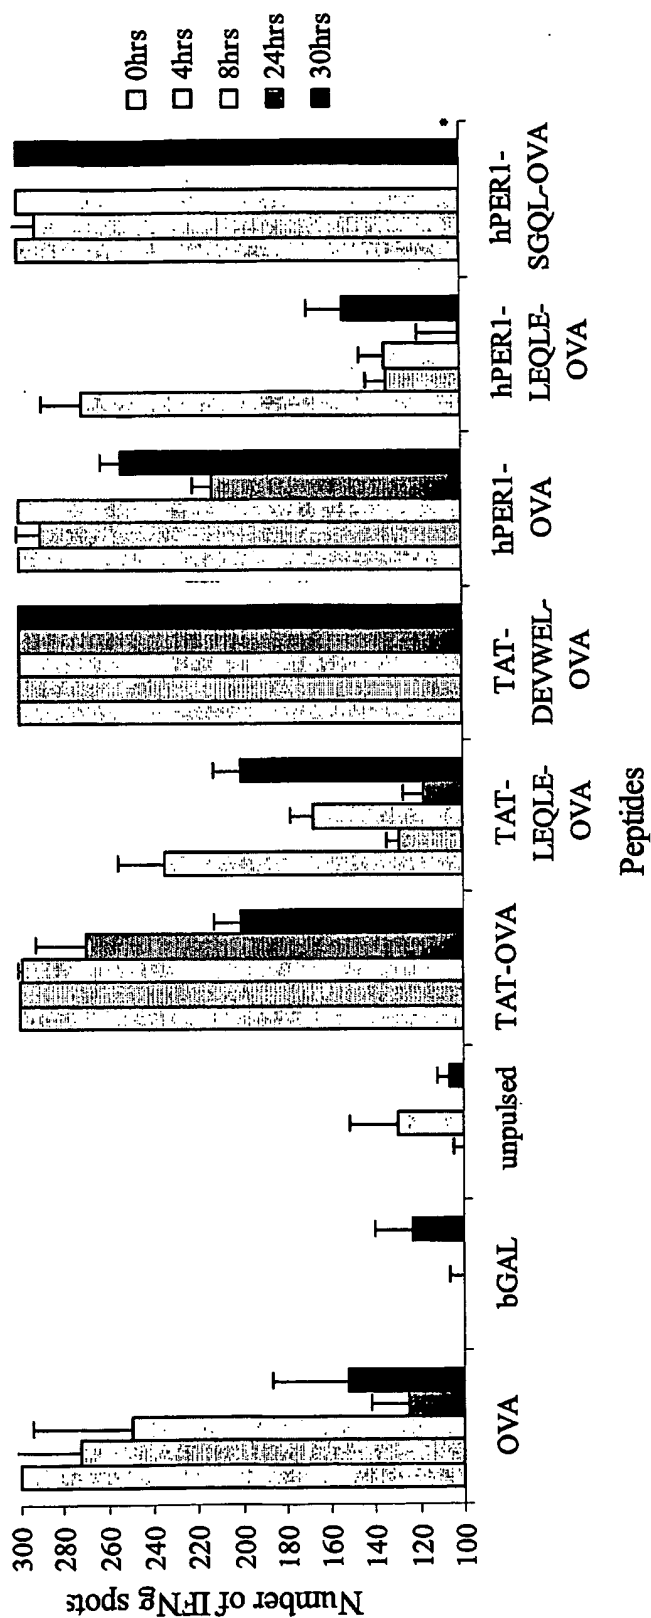 Number of IFNg spots
300
280
260
240
220
200
180
160
140
120
100
OVA
bGAL
unpulsed
TAT-OVA
TAT-
LEQLE-
OVA
TAT-
DEVWEL-
OVA
hPER1-
OVA
hPER1-
LEQLE-
OVA
hPER1-
SGQL-OVA
*
Peptides
0hrs
4hrs
8hrs
24hrs
30hrs